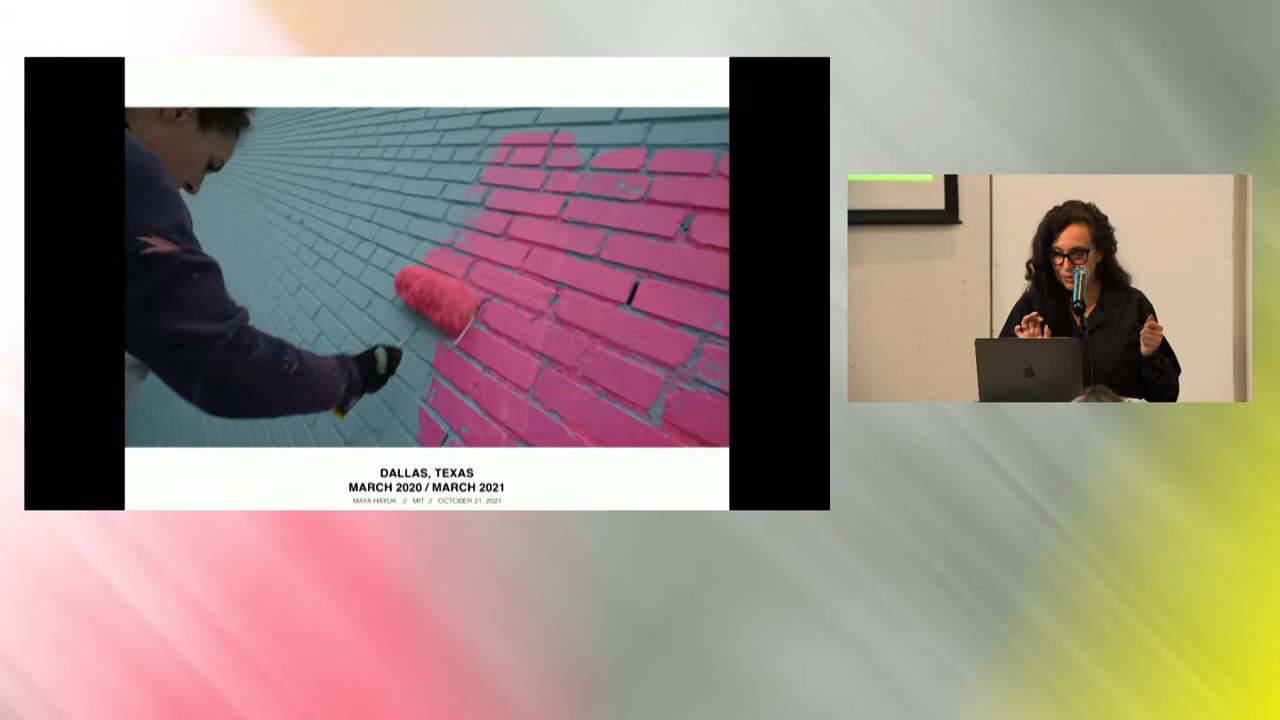 DALLAS, TEXAS
MARCH 2020 / MARCH 2021
MAYA HAYUK // MIT // OCTOBER 21, 2021